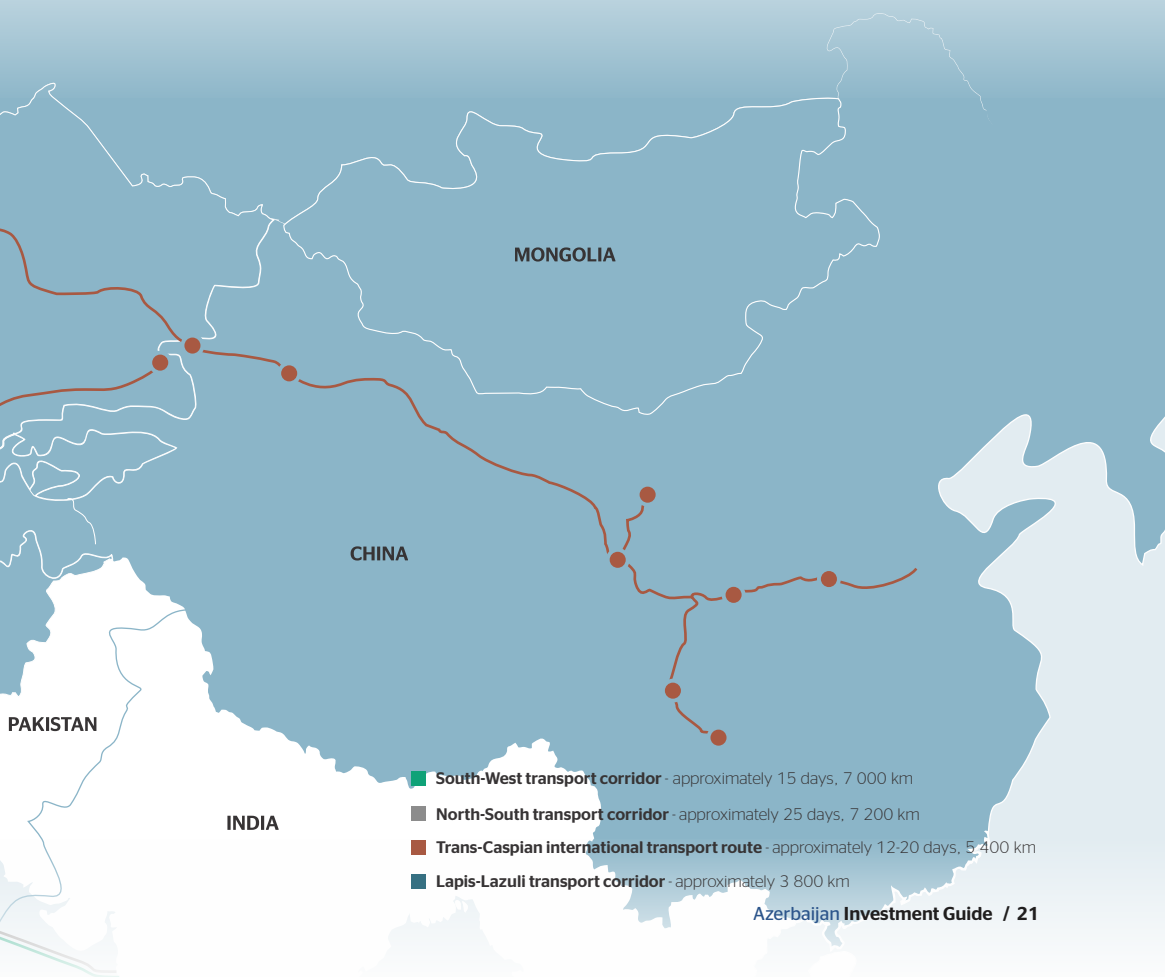 MONGOLIA
CHINA
PAKISTAN
INDIA
South-West transport corridor - approximately 15 days, 7 000 km
North-South transport corridor - approximately 25 days, 7 200 km
Trans-Caspian international transport route - approximately 12-20 days, 5 400 km
Lapis-Lazuli transport corridor - approximately 3 800 km
Azerbaijan Investment Guide / 21